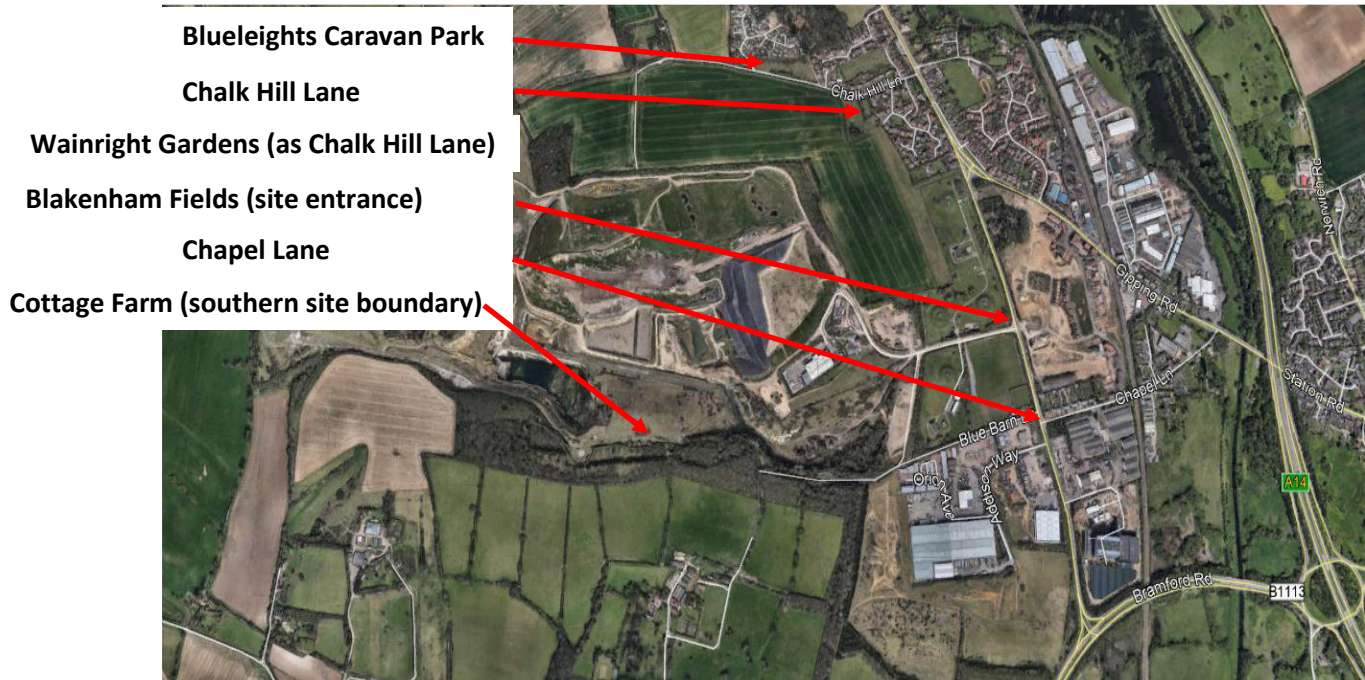 Blueleights Caravan Park
Chalk Hill Lane
Wainright Gardens (as Chalk Hill Lane)
Blakenham Fields (site entrance)
Chapel Lane
Cottage Farm (southern site boundary)
Chalk Hill Ln
Norwich Rd
Gipping Rd
Station Rd
Chapel Ln
Blue Barn
Addison Way
Orion Ave
A14
Bramford Rd
B1113